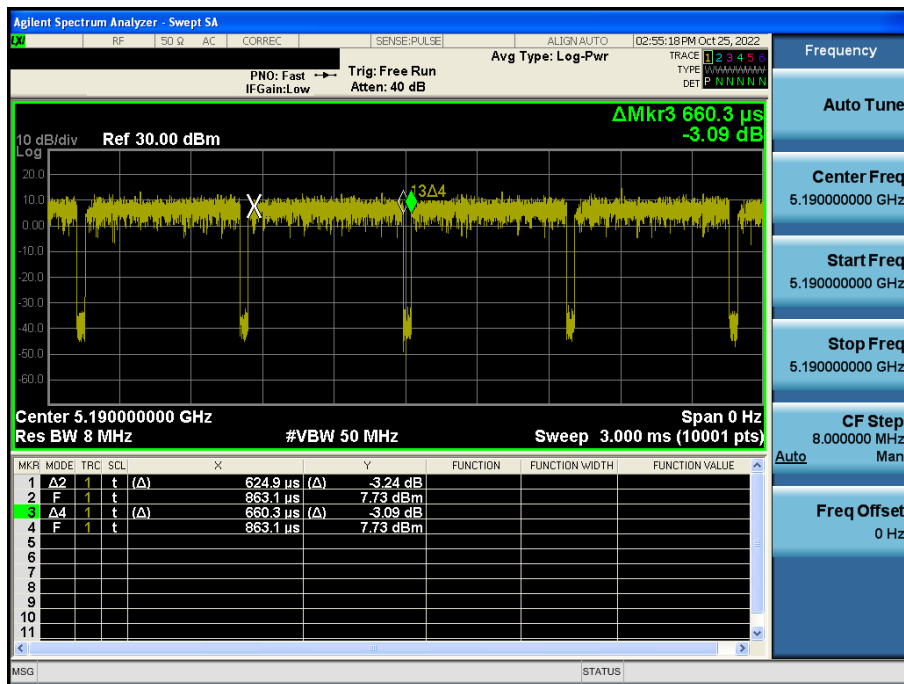 Agilent Spectrum Analyzer - Swept SA
LXI RF 50 Ω AC CORREC SENSE:PULSE ALIGN AUTO 02:55:18 PM Oct 25, 2022
PNO: Fast
IFGain:Low
Trig: Free Run
Atten: 40 dB
Avg Type: Log-Pwr
TRACE 1 2 3 4 5 6
TYPE
DET P N N N N N
ΔMkr3 660.3 µs
-3.09 dB
10 dB/div Ref 30.00 dBm
Log
20.0
10.0
0.00
-10.0
-20.0
-30.0
-40.0
-50.0
-60.0
X
13Δ4
Center 5.190000000 GHz Span 0 Hz
Res BW 8 MHz #VBW 50 MHz Sweep 3.000 ms (10001 pts)
MKR MODE TRC SCL X Y FUNCTION FUNCTION WIDTH FUNCTION VALUE
1 Δ2 1 t (Δ) 624.9 µs (Δ) -3.24 dB
2 F 1 t 863.1 µs 7.73 dBm
3 Δ4 1 t (Δ) 660.3 µs (Δ) -3.09 dB
4 F 1 t 863.1 µs 7.73 dBm
5
6
7
8
9
10
11
MSG STATUS
Frequency
Auto Tune
Center Freq
5.190000000 GHz
Start Freq
5.190000000 GHz
Stop Freq
5.190000000 GHz
CF Step
8.000000 MHz
Auto Man
Freq Offset
0 Hz